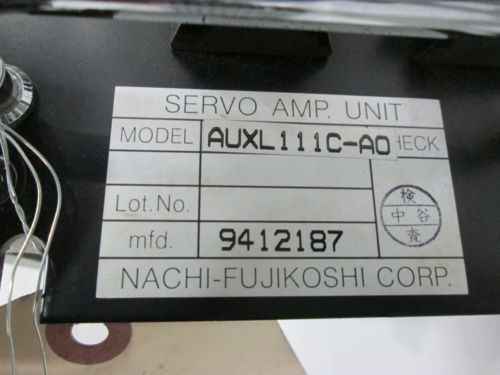 SERVO AMP. UNIT
MODEL AUXL111C-A0 HECK
Lot.No.
mfd. 9412187
検
中谷
査
NACHI-FUJIKOSHI CORP.